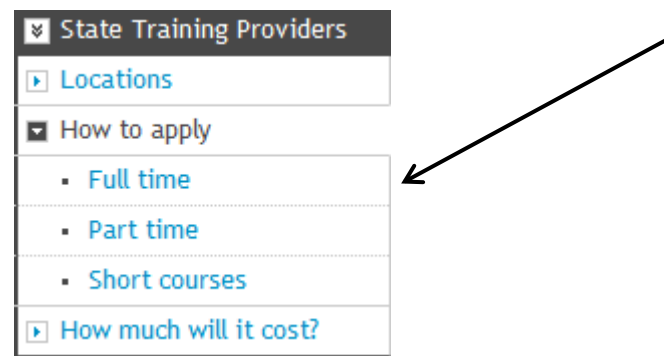 State Training Providers
Locations
How to apply
Full time
Part time
Short courses
How much will it cost?